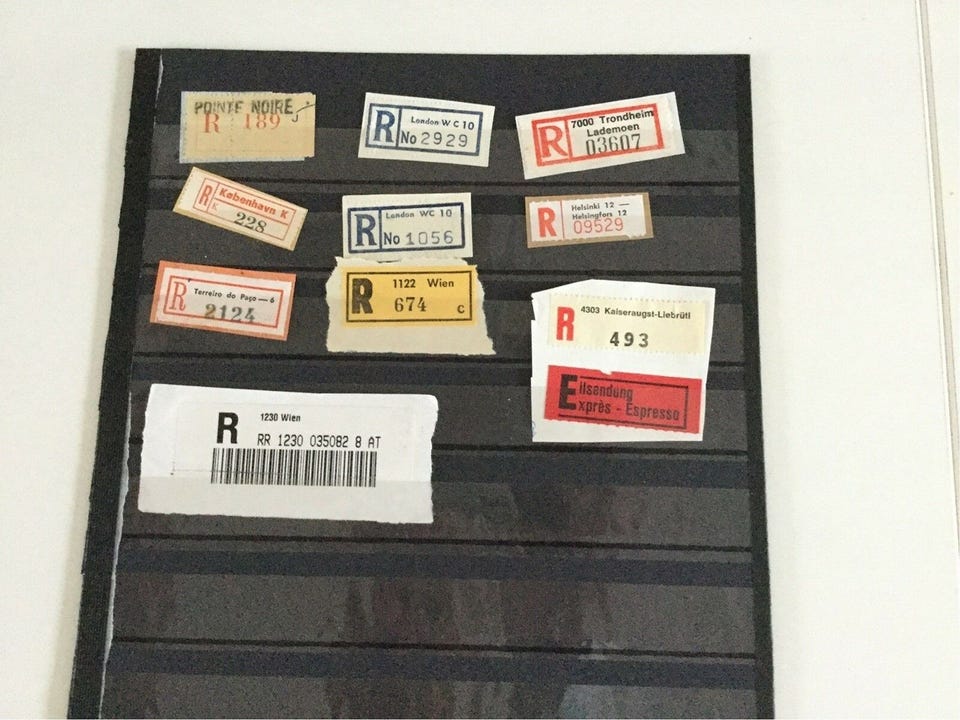 POINTE NOIRE
R 189
R London W C 10
No 2929
R 7000 Trondheim
Lademoen
03607
R København K
K 228
R London WC 10
No 1056
R Helsinki 12 —
Helsingfors 12
09529
R Terreiro do Paço — 6
2124
R 1122 Wien
674 c
R 4303 Kaiseraugst-Liebrüti
493
Eilsendung
Exprès - Espresso
R 1230 Wien
RR 1230 035082 8 AT